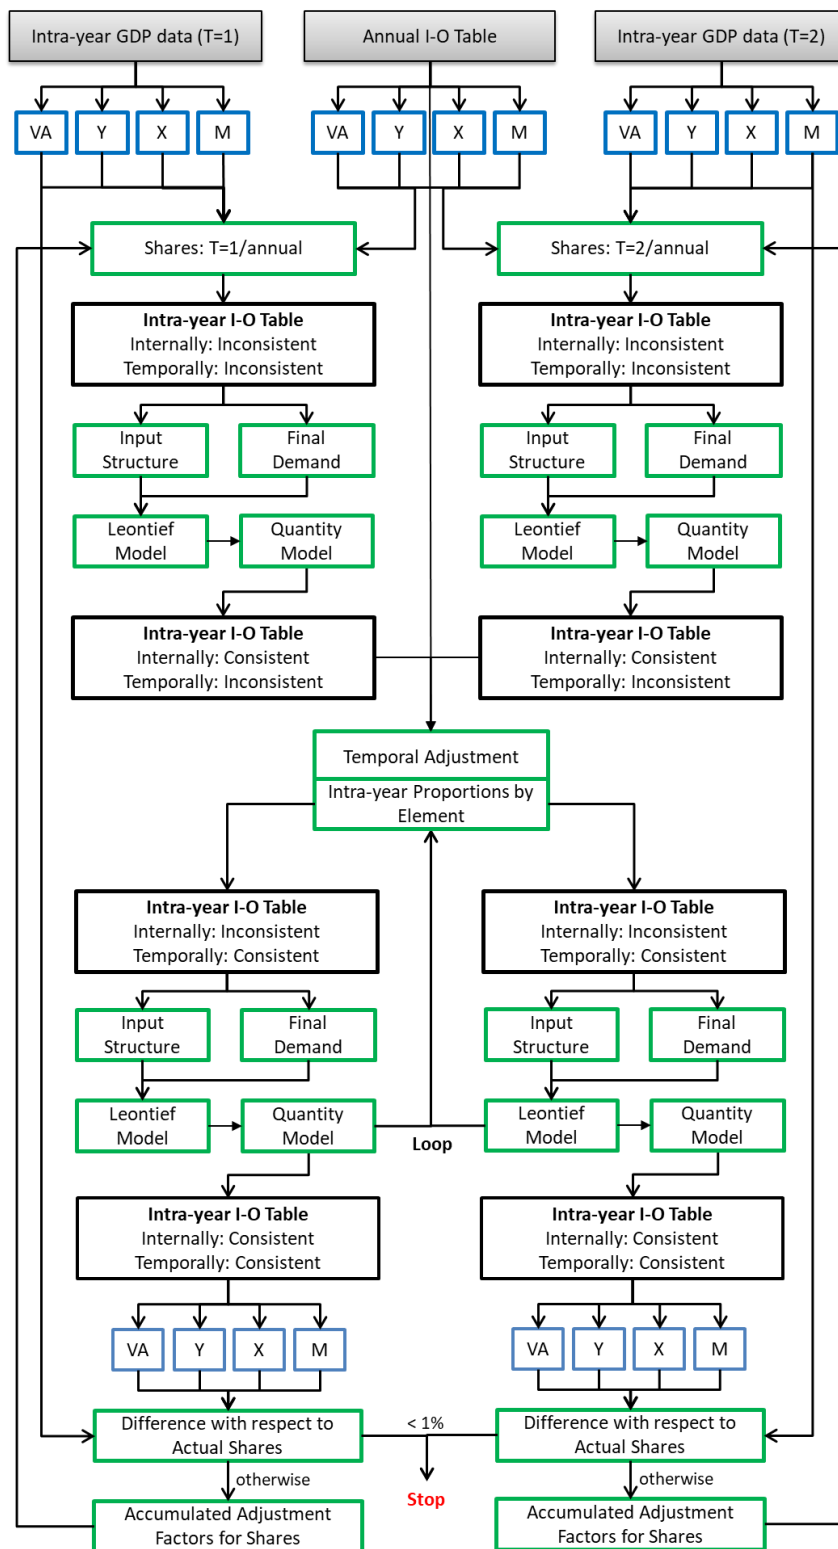 Intra-year GDP data (T=1)
Annual I-O Table
Intra-year GDP data (T=2)
VA
Y
X
M
VA
Y
X
M
VA
Y
X
M
Shares: T=1/annual
Shares: T=2/annual
Intra-year I-O Table
Internally: Inconsistent
Temporally: Inconsistent
Intra-year I-O Table
Internally: Inconsistent
Temporally: Inconsistent
Input
Structure
Final
Demand
Input
Structure
Final
Demand
Leontief
Model
Quantity
Model
Leontief
Model
Quantity
Model
Intra-year I-O Table
Internally: Consistent
Temporally: Inconsistent
Intra-year I-O Table
Internally: Consistent
Temporally: Inconsistent
Temporal Adjustment
Intra-year Proportions by
Element
Intra-year I-O Table
Internally: Inconsistent
Temporally: Consistent
Intra-year I-O Table
Internally: Inconsistent
Temporally: Consistent
Input
Structure
Final
Demand
Input
Structure
Final
Demand
Leontief
Model
Quantity
Model
Loop
Leontief
Model
Quantity
Model
Intra-year I-O Table
Internally: Consistent
Temporally: Consistent
Intra-year I-O Table
Internally: Consistent
Temporally: Consistent
VA
Y
X
M
VA
Y
X
M
Difference with respect to
Actual Shares
< 1%
Difference with respect to
Actual Shares
otherwise
Stop
otherwise
Accumulated Adjustment
Factors for Shares
Accumulated Adjustment
Factors for Shares